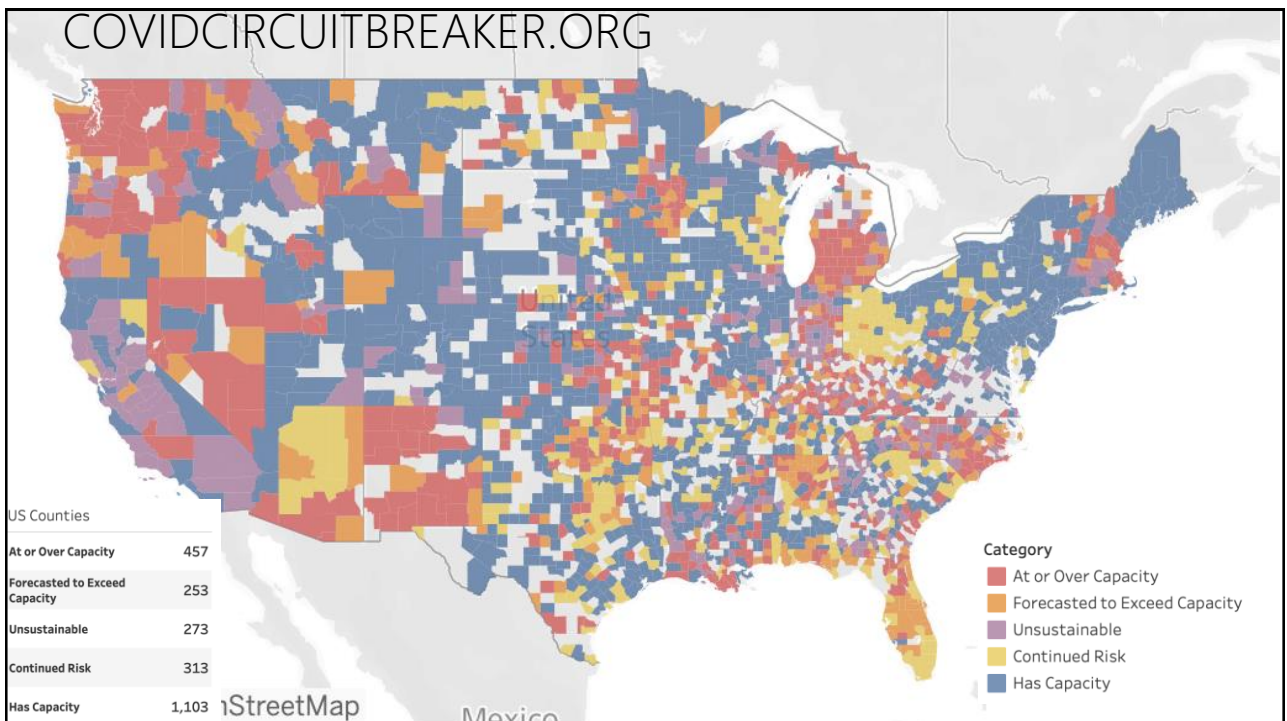 COVIDCIRCUITBREAKER.ORG
United
States
US Counties
At or Over Capacity 457
Forecasted to Exceed
Capacity 253
Unsustainable 273
Continued Risk 313
Has Capacity 1,103
nStreetMap
Mexico
Category
At or Over Capacity
Forecasted to Exceed Capacity
Unsustainable
Continued Risk
Has Capacity